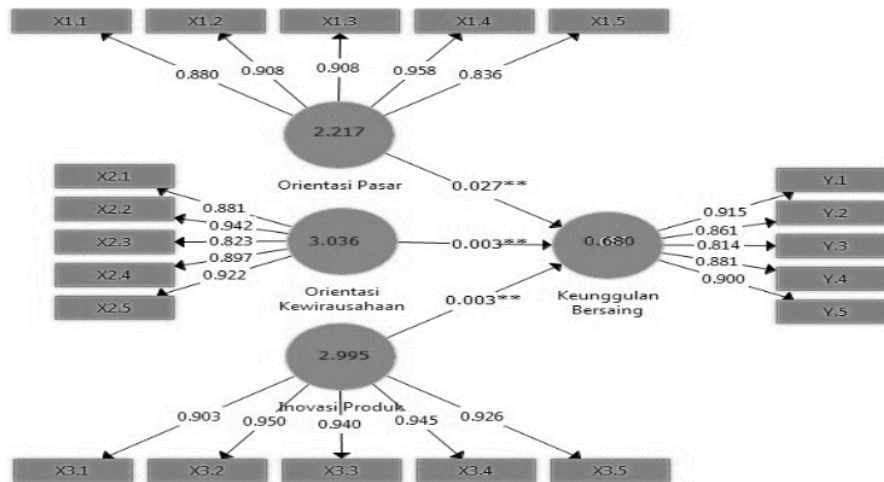 X1.1 X1.2 X1.3 X1.4 X1.5
0.880 0.908 0.908 0.958 0.836
2.217
Orientasi Pasar
0.027**
X2.1
X2.2
X2.3
X2.4
X2.5
0.881
0.942
0.823
0.897
0.922
3.036
Orientasi
Kewirausahaan
0.003**
0.680
Keunggulan
Bersaing
0.915
0.861
0.814
0.881
0.900
Y.1
Y.2
Y.3
Y.4
Y.5
0.003**
2.995
Inovasi Produk
0.903 0.950 0.940 0.945 0.926
X3.1 X3.2 X3.3 X3.4 X3.5